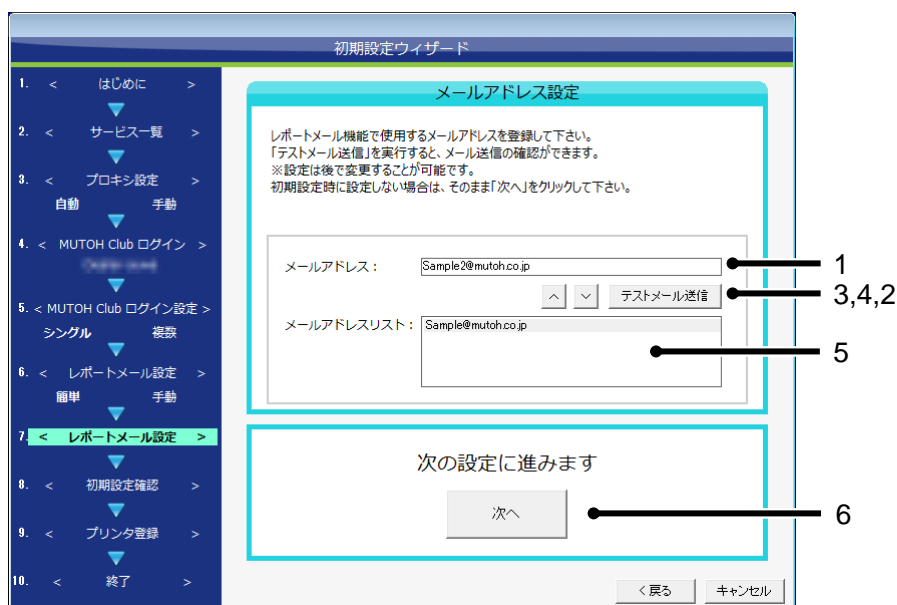 初期設定ウィザード
1. < はじめに >
2. < サービス一覧 >
3. < プロキシ設定 >
自動 手動
4. < MUTOH Club ログイン >
5. < MUTOH Club ログイン設定 >
シングル 複数
6. < レポートメール設定 >
簡単 手動
7. < レポートメール設定 >
8. < 初期設定確認 >
9. < プリンタ登録 >
10. < 終了 >
メールアドレス設定
レポートメール機能で使用するメールアドレスを登録して下さい。
「テストメール送信」を実行すると、メール送信の確認ができます。
※設定は後で変更することが可能です。
初期設定時に設定しない場合は、そのまま「次へ」をクリックして下さい。
メールアドレス： Sample2@mutoh.co.jp 1
テストメール送信 3,4,2
メールアドレスリスト： Sample@mutoh.co.jp
5
次の設定に進みます
次へ 6
<戻る キャンセル